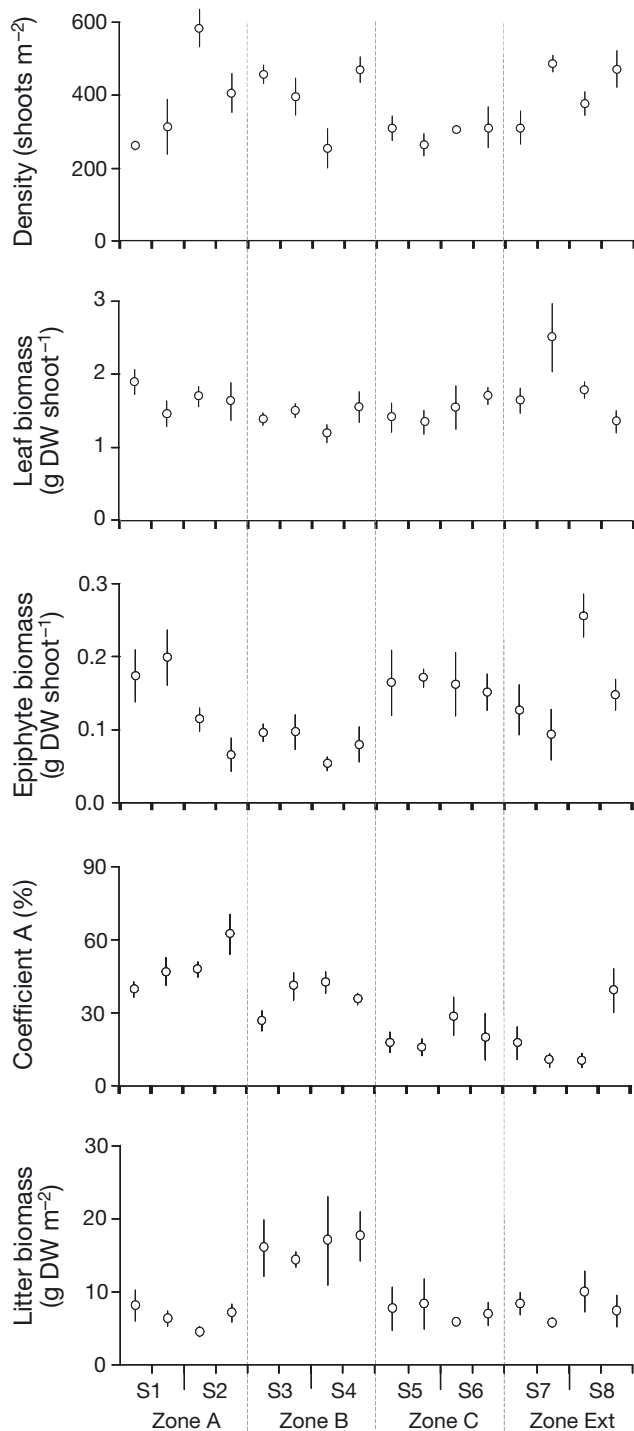 Density (shoots m⁻²)
600
400
200
0
Leaf biomass
(g DW shoot⁻¹)
3
2
1
0
Epiphyte biomass
(g DW shoot⁻¹)
0.3
0.2
0.1
0.0
Coefficient A (%)
90
60
30
0
Litter biomass
(g DW m⁻²)
30
20
10
0
S1 S2 S3 S4 S5 S6 S7 S8
Zone A Zone B Zone C Zone Ext